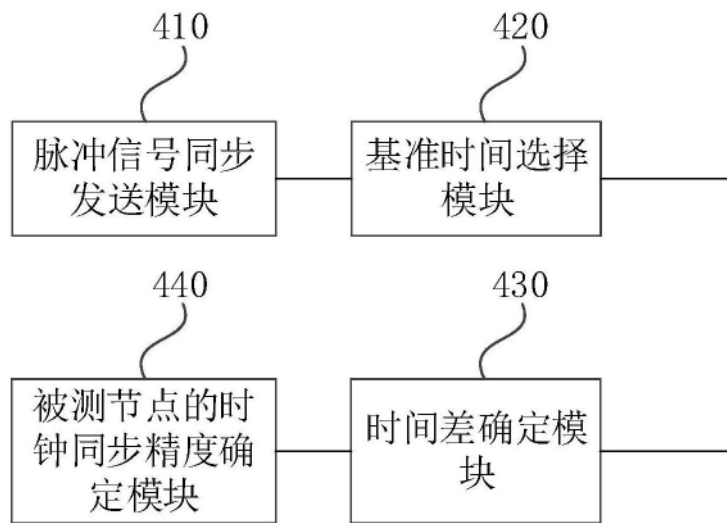 410
420
脉冲信号同步
发送模块
基准时间选择
模块
440
430
被测节点的时
钟同步精度确
定模块
时间差确定模
块